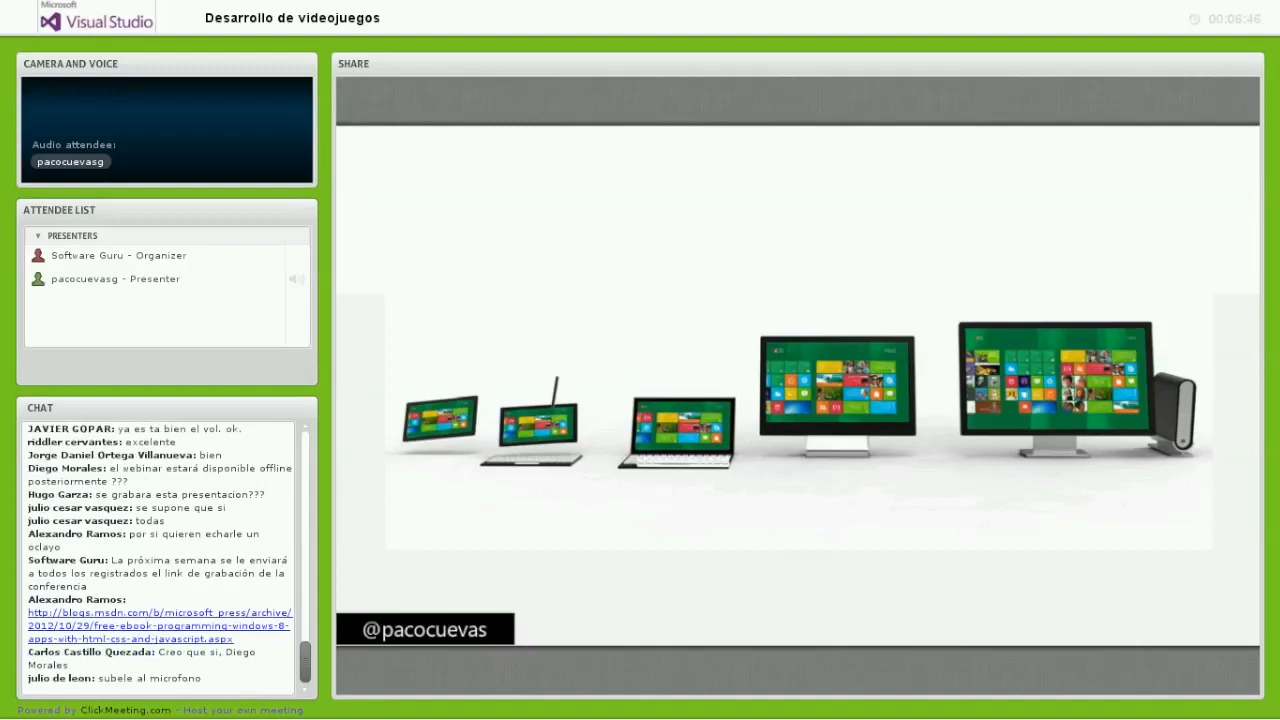 Microsoft
Visual Studio
Desarrollo de videojuegos
00:06:46
CAMERA AND VOICE
Audio attendee:
pacocuevasg
ATTENDEE LIST
PRESENTERS
Software Guru - Organizer
pacocuevasg - Presenter
CHAT
JAVIER GOPAR: ya es ta bien el vol. ok.
riddler cervantes: excelente
Jorge Daniel Ortega Villanueva: bien
Diego Morales: el webinar estará disponible offline
posteriormente ???
Hugo Garza: se grabara esta presentacion???
julio cesar vasquez: se supone que si
julio cesar vasquez: todas
Alexandro Ramos: por si quieren echarle un
oclayo
Software Guru: La próxima semana se le enviará
a todos los registrados el link de grabación de la
conferencia
Alexandro Ramos:
http://blogs.msdn.com/b/microsoft_press/archive/
2012/10/29/free-ebook-programming-windows-8-
apps-with-html-css-and-javascript.aspx
Carlos Castillo Quezada: Creo que si, Diego
Morales
julio de leon: subele al microfono
Powered by ClickMeeting.com - Host your own meeting
SHARE
@pacocuevas